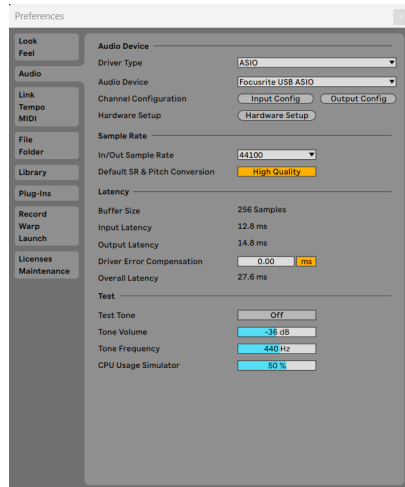 Preferences
Look
Feel
Audio
Link
Tempo
MIDI
File
Folder
Library
Plug-Ins
Record
Warp
Launch
Licenses
Maintenance
Audio Device
Driver Type ASIO
Audio Device Focusrite USB ASIO
Channel Configuration Input Config Output Config
Hardware Setup Hardware Setup
Sample Rate
In/Out Sample Rate 44100
Default SR & Pitch Conversion High Quality
Latency
Buffer Size 256 Samples
Input Latency 12.8 ms
Output Latency 14.8 ms
Driver Error Compensation 0.00 ms
Overall Latency 27.6 ms
Test
Test Tone Off
Tone Volume -36 dB
Tone Frequency 440 Hz
CPU Usage Simulator 50 %